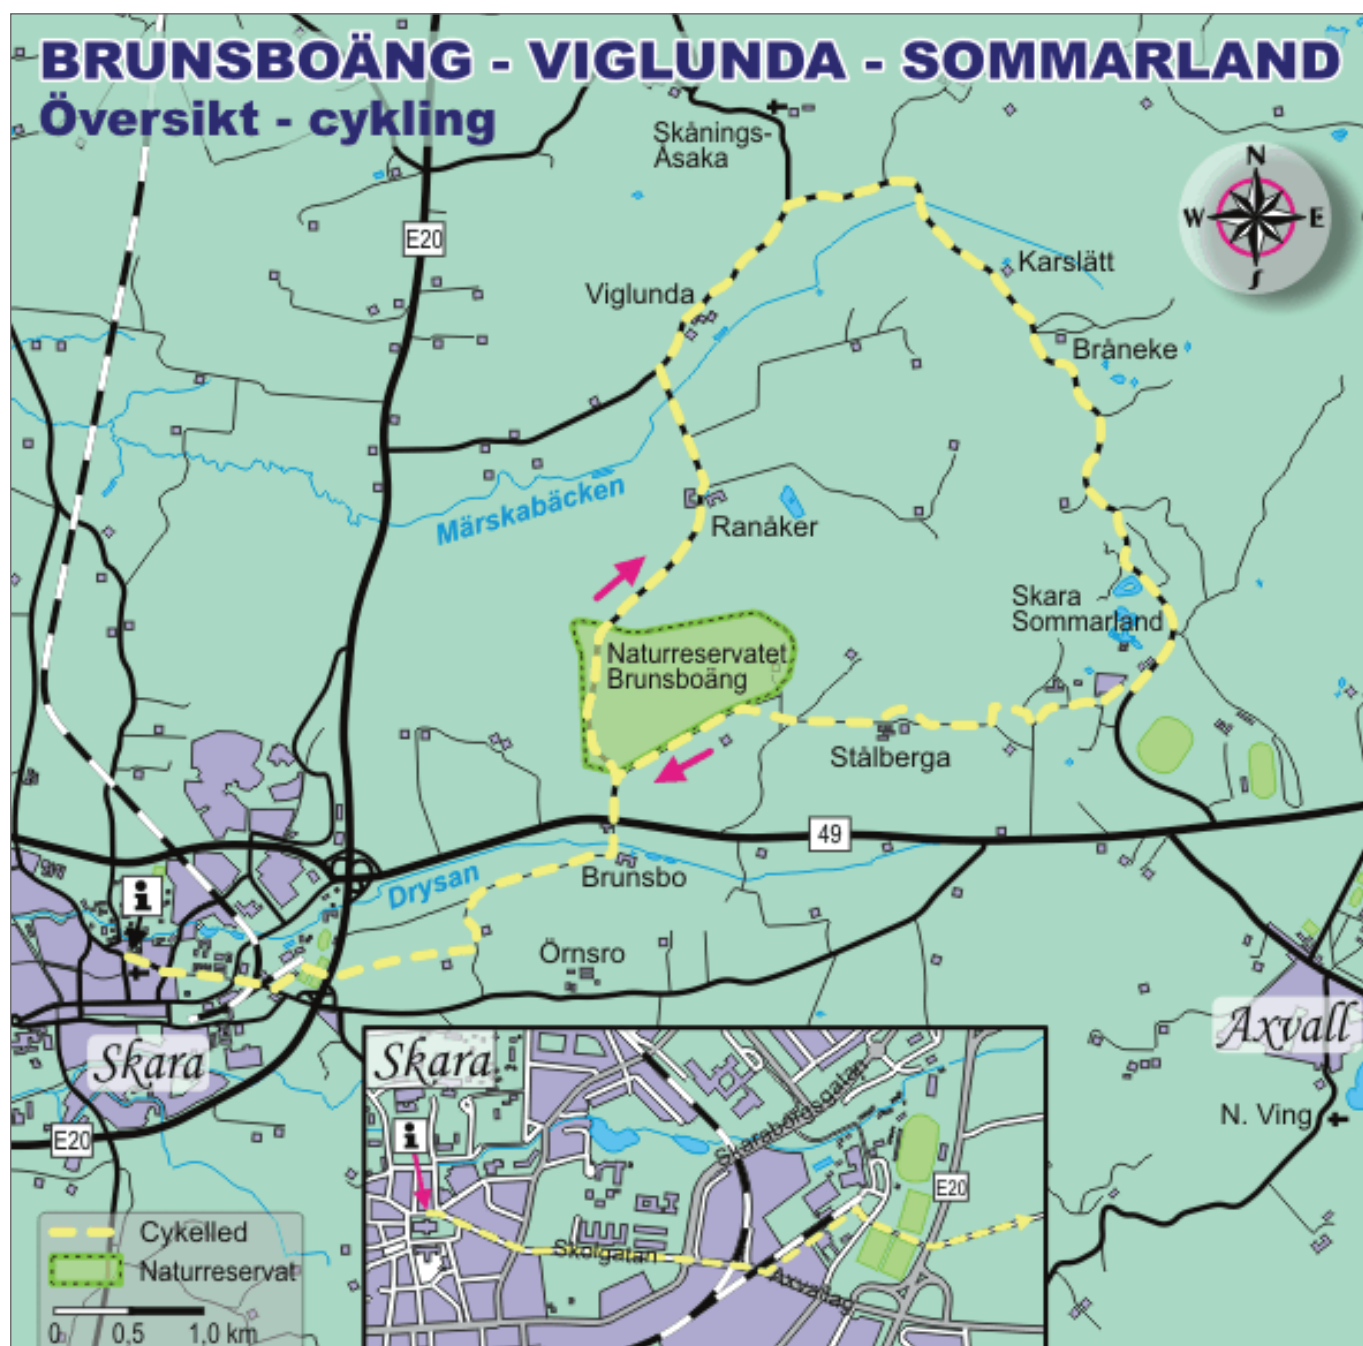 BRUNSBOÄNG - VIGLUNDA - SOMMARLAND
Översikt - cykling
Skånings-
Åsaka
N
W E
S
E20
Karslätt
Viglunda
Bråneke
Märskabäcken
Ranåker
Skara
Sommarland
Naturreservatet
Brunsboäng
Stålberga
49
Brunsbo
Drysan
i
Örnsro
Skara
Axvall
Skara
Skaraborgsgatan
N. Ving
i
E20
E20
Cykelled
Skolgatan
Naturreservat
Axvallag
0 0,5 1,0 km